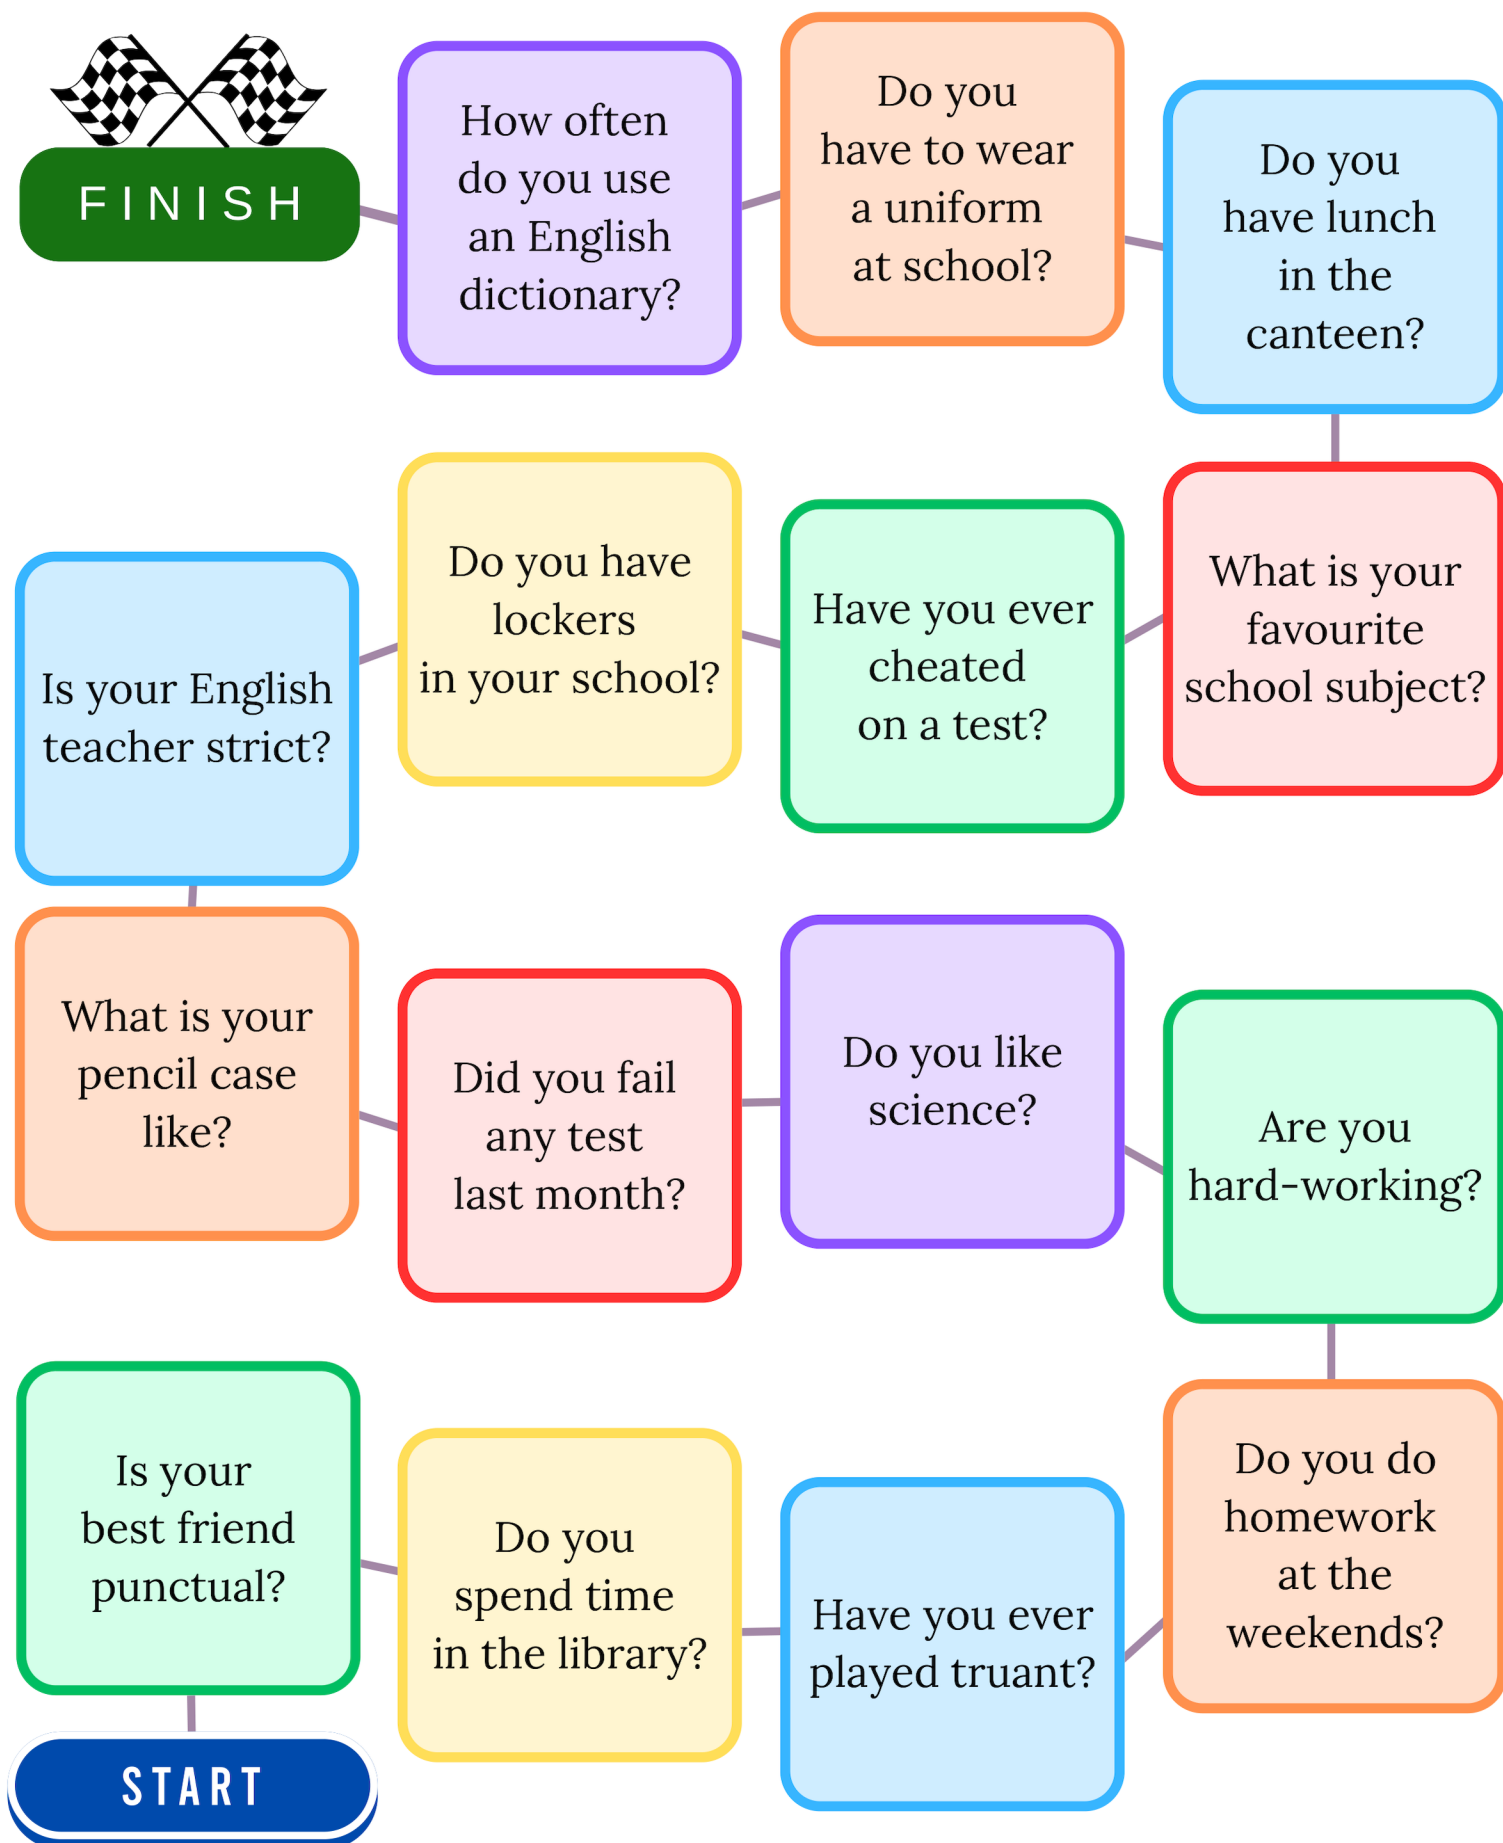 FINISH
How often
do you use
an English
dictionary?
Do you
have to wear
a uniform
at school?
Do you
have lunch
in the
canteen?
Is your English
teacher strict?
Do you have
lockers
in your school?
Have you ever
cheated
on a test?
What is your
favourite
school subject?
What is your
pencil case
like?
Did you fail
any test
last month?
Do you like
science?
Are you
hard-working?
Is your
best friend
punctual?
Do you
spend time
in the library?
Have you ever
played truant?
Do you do
homework
at the
weekends?
START